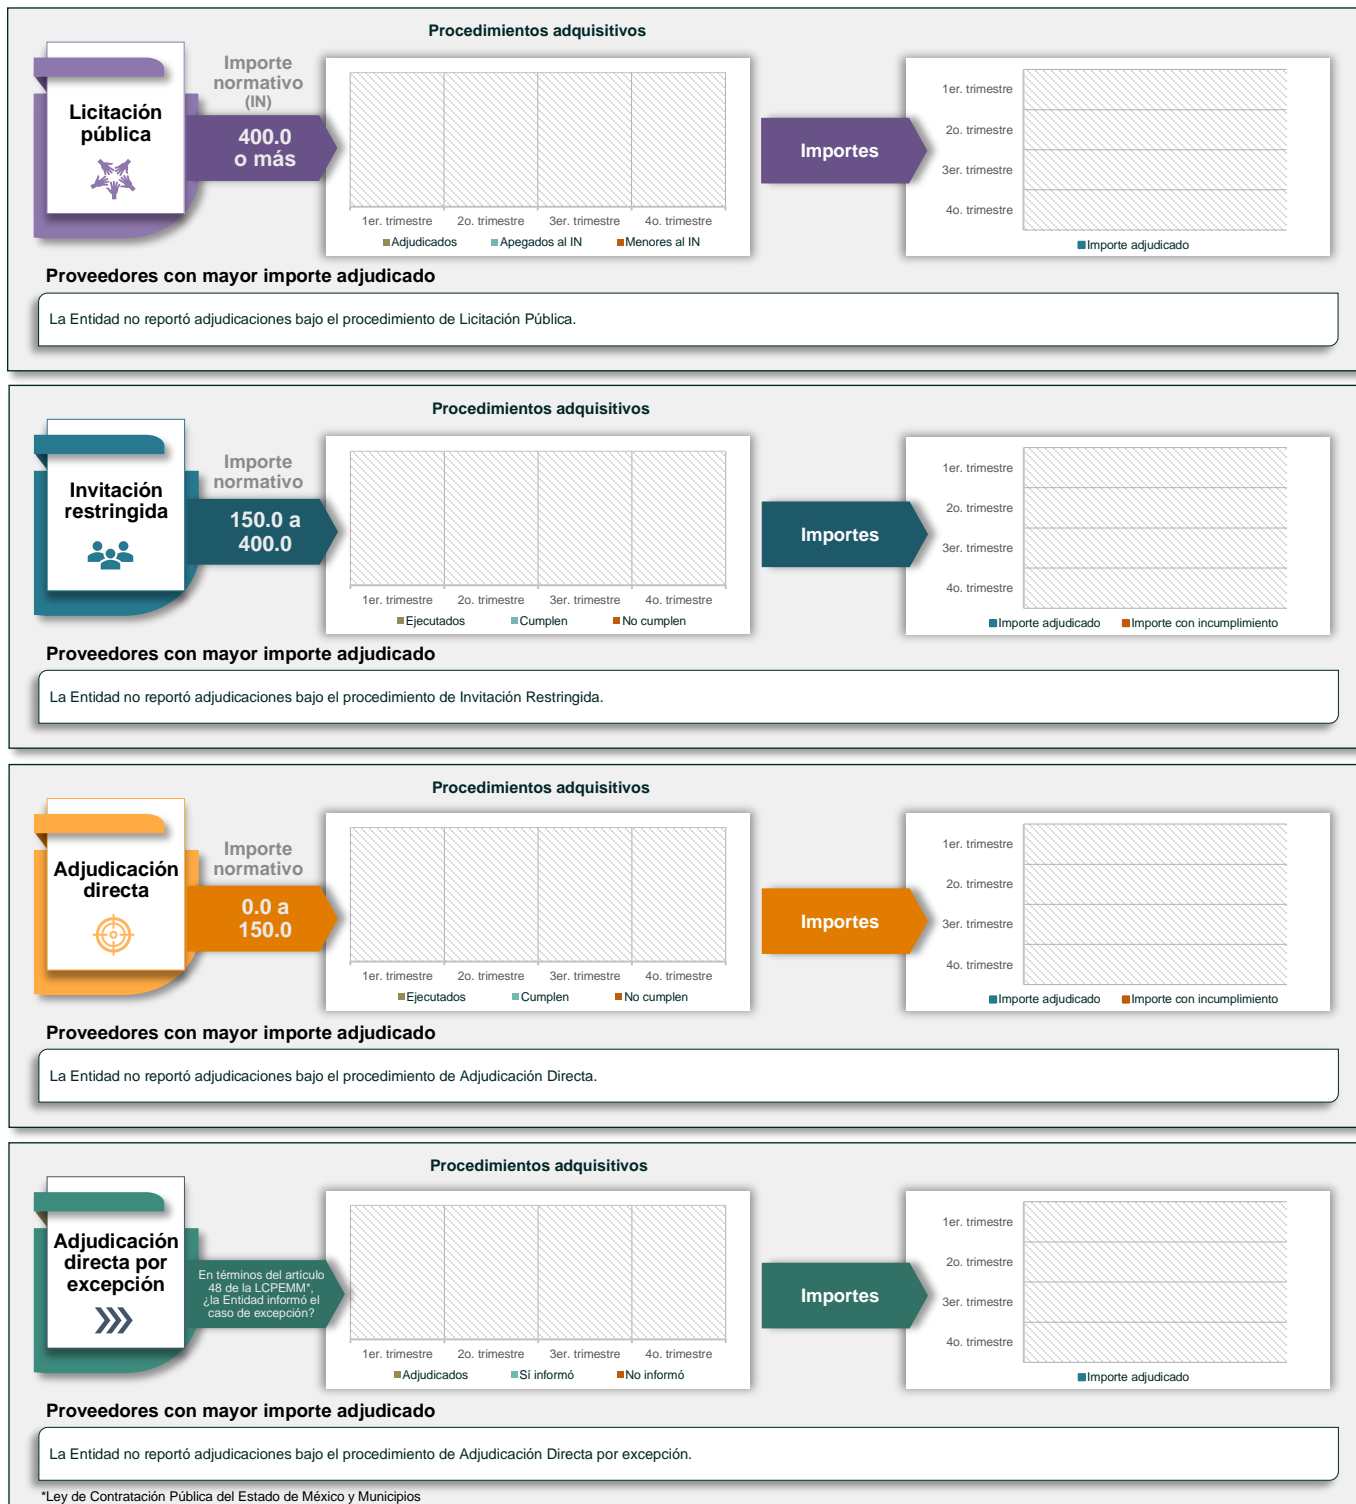 Procedimientos adquisitivos
Licitación
pública
Importe
normativo
(IN)
400.0
o más
1er. trimestre
2o. trimestre
3er. trimestre
4o. trimestre
Adjudicados
Apegados al IN
Menores al IN
Importes
1er. trimestre
2o. trimestre
3er. trimestre
4o. trimestre
Importe adjudicado
Proveedores con mayor importe adjudicado
La Entidad no reportó adjudicaciones bajo el procedimiento de Licitación Pública.
Procedimientos adquisitivos
Invitación
restringida
Importe
normativo
150.0 a
400.0
1er. trimestre
2o. trimestre
3er. trimestre
4o. trimestre
Ejecutados
Cumplen
No cumplen
Importes
1er. trimestre
2o. trimestre
3er. trimestre
4o. trimestre
Importe adjudicado
Importe con incumplimiento
Proveedores con mayor importe adjudicado
La Entidad no reportó adjudicaciones bajo el procedimiento de Invitación Restringida.
Procedimientos adquisitivos
Adjudicación
directa
Importe
normativo
0.0 a
150.0
1er. trimestre
2o. trimestre
3er. trimestre
4o. trimestre
Ejecutados
Cumplen
No cumplen
Importes
1er. trimestre
2o. trimestre
3er. trimestre
4o. trimestre
Importe adjudicado
Importe con incumplimiento
Proveedores con mayor importe adjudicado
La Entidad no reportó adjudicaciones bajo el procedimiento de Adjudicación Directa.
Procedimientos adquisitivos
Adjudicación
directa por
excepción
En términos del artículo
48 de la LCPEMM*,
¿la Entidad informó el
caso de excepción?
1er. trimestre
2o. trimestre
3er. trimestre
4o. trimestre
Adjudicados
Sí informó
No informó
Importes
1er. trimestre
2o. trimestre
3er. trimestre
4o. trimestre
Importe adjudicado
Proveedores con mayor importe adjudicado
La Entidad no reportó adjudicaciones bajo el procedimiento de Adjudicación Directa por excepción.
*Ley de Contratación Pública del Estado de México y Municipios